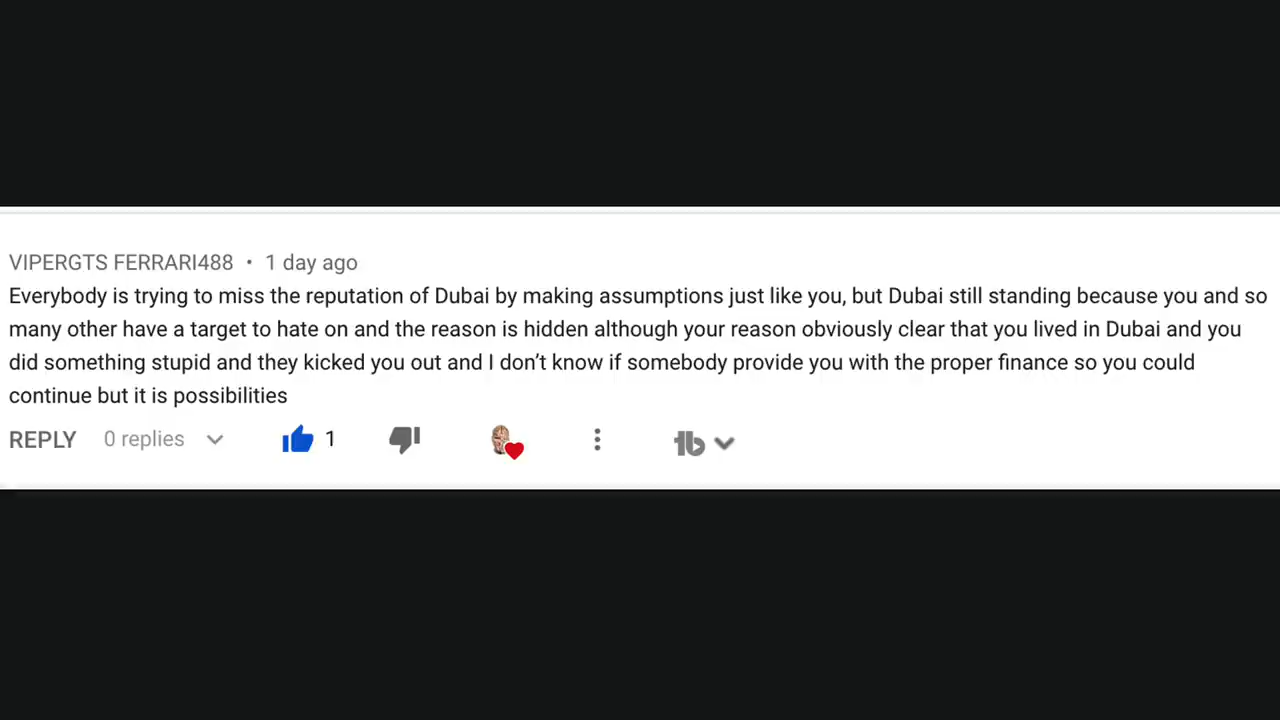 VIPERGTS FERRARI488 • 1 day ago
Everybody is trying to miss the reputation of Dubai by making assumptions just like you, but Dubai still standing because you and so
many other have a target to hate on and the reason is hidden although your reason obviously clear that you lived in Dubai and you
did something stupid and they kicked you out and I don’t know if somebody provide you with the proper finance so you could
continue but it is possibilities
REPLY 0 replies 1 tb